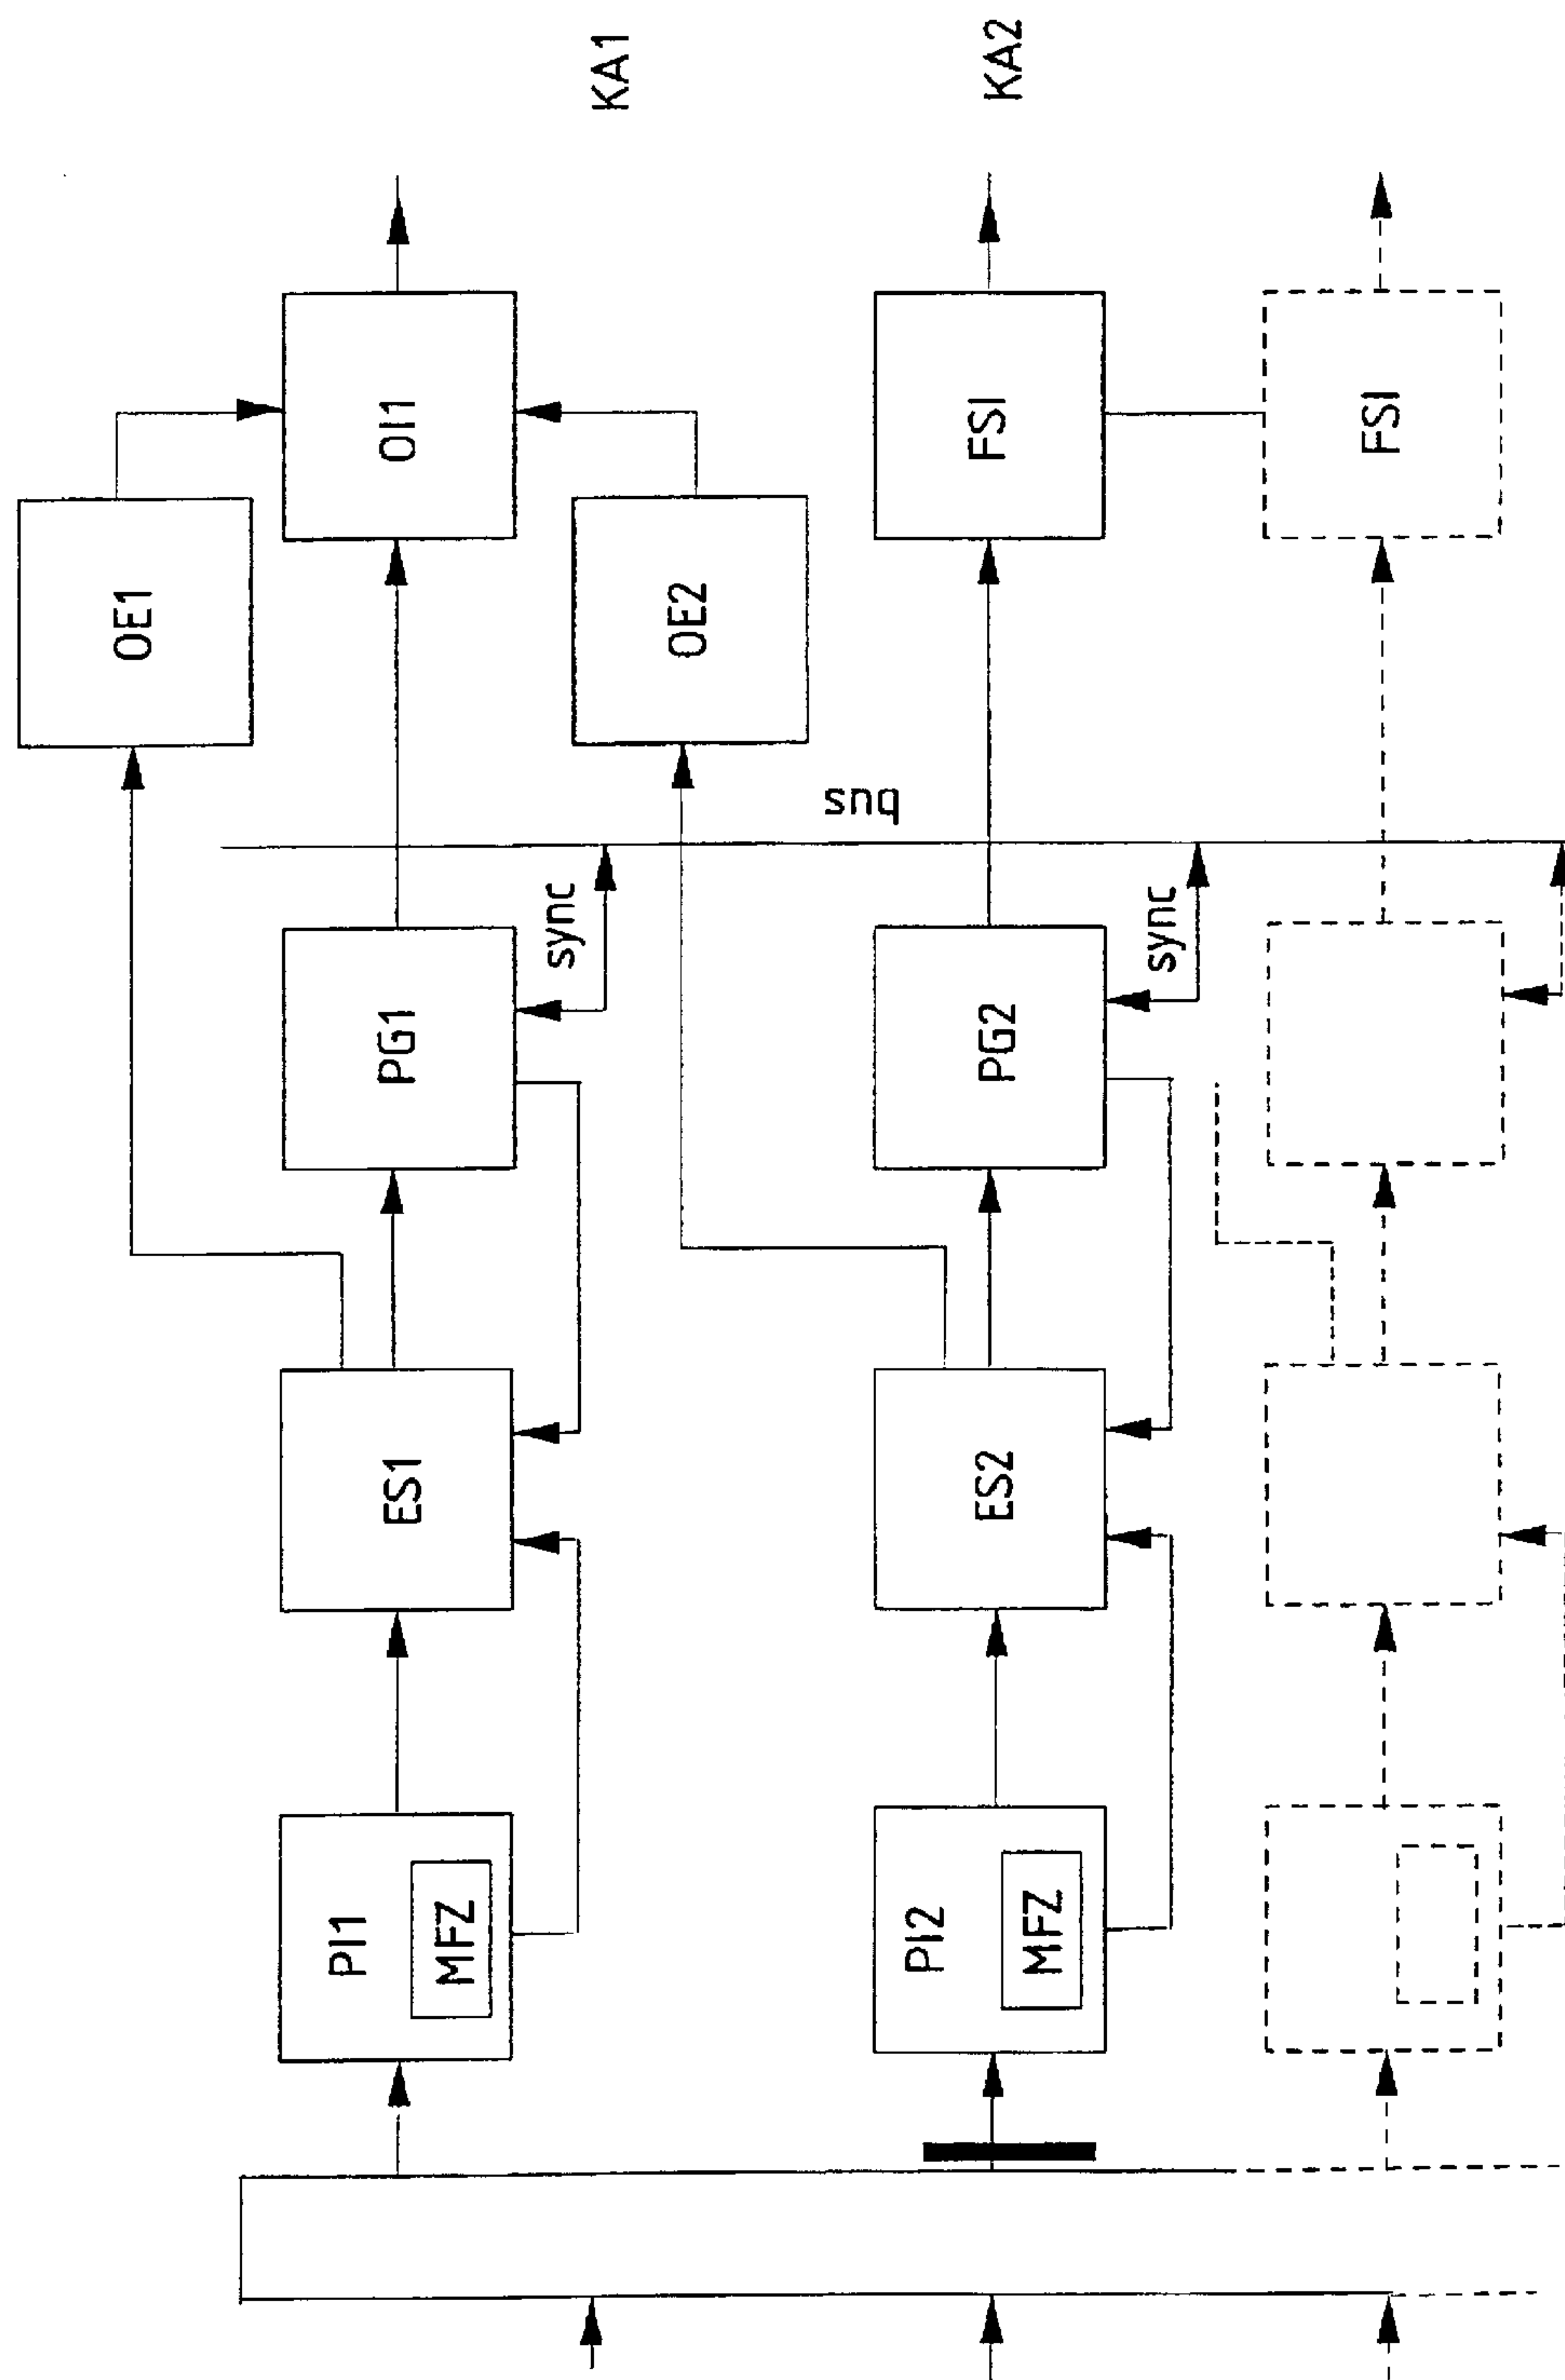 OE1
PI1
ES1
PG1
OI1
MFZ
sync
KA1
OE2
bus
PI2
ES2
PG2
FSI
KA2
MFZ
sync
FSI